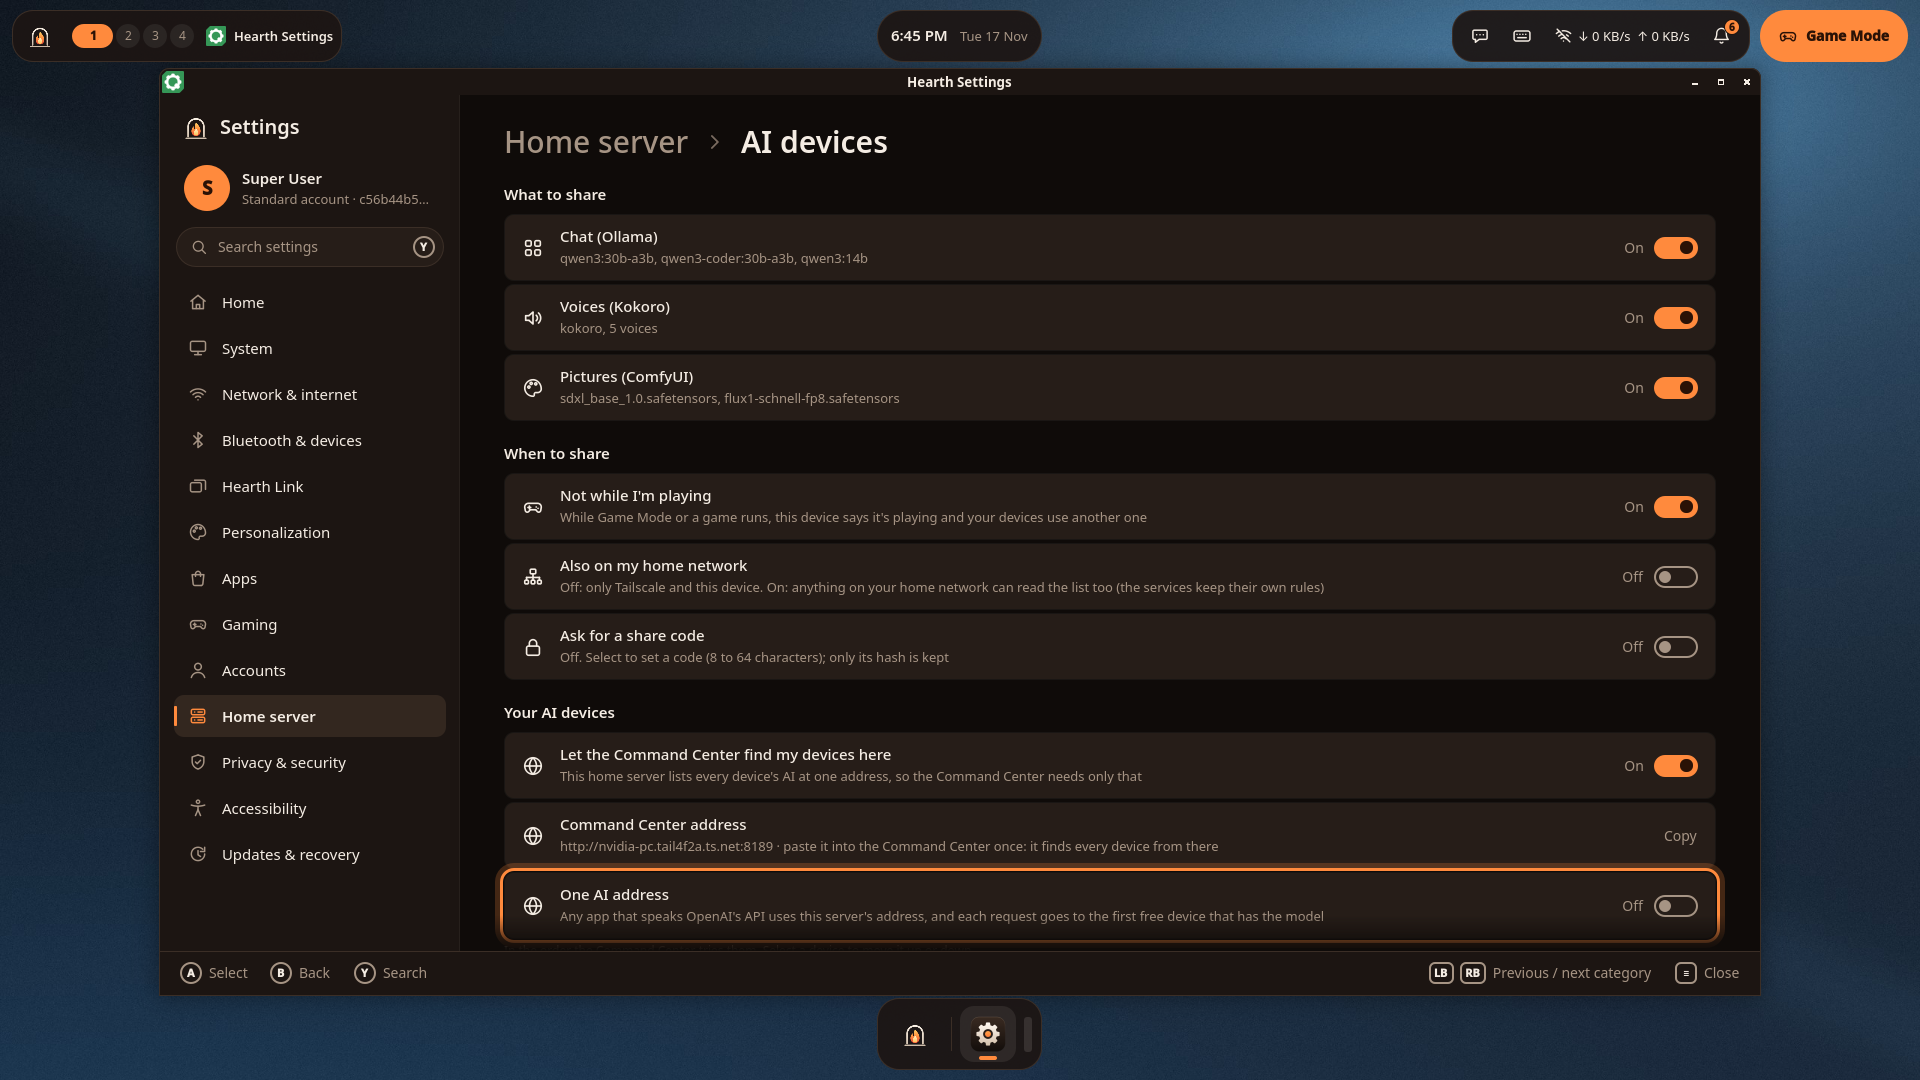 1 2 3 4 Hearth Settings
6:45 PM Tue 17 Nov
↓ 0 KB/s ↑ 0 KB/s 6 Game Mode
Hearth Settings
Settings
S
Super User
Standard account · c56b44b5...
Search settings Y
Home
System
Network & internet
Bluetooth & devices
Hearth Link
Personalization
Apps
Gaming
Accounts
Home server
Privacy & security
Accessibility
Updates & recovery
Home server > AI devices
What to share
Chat (Ollama)
qwen3:30b-a3b, qwen3-coder:30b-a3b, qwen3:14b
On
Voices (Kokoro)
kokoro, 5 voices
On
Pictures (ComfyUI)
sdxl_base_1.0.safetensors, flux1-schnell-fp8.safetensors
On
When to share
Not while I'm playing
While Game Mode or a game runs, this device says it's playing and your devices use another one
On
Also on my home network
Off: only Tailscale and this device. On: anything on your home network can read the list too (the services keep their own rules)
Off
Ask for a share code
Off. Select to set a code (8 to 64 characters); only its hash is kept
Off
Your AI devices
Let the Command Center find my devices here
This home server lists every device's AI at one address, so the Command Center needs only that
On
Command Center address
http://nvidia-pc.tail4f2a.ts.net:8189 · paste it into the Command Center once: it finds every device from there
Copy
One AI address
Any app that speaks OpenAI's API uses this server's address, and each request goes to the first free device that has the model
Off
A Select B Back Y Search
LB RB Previous / next category ≡ Close